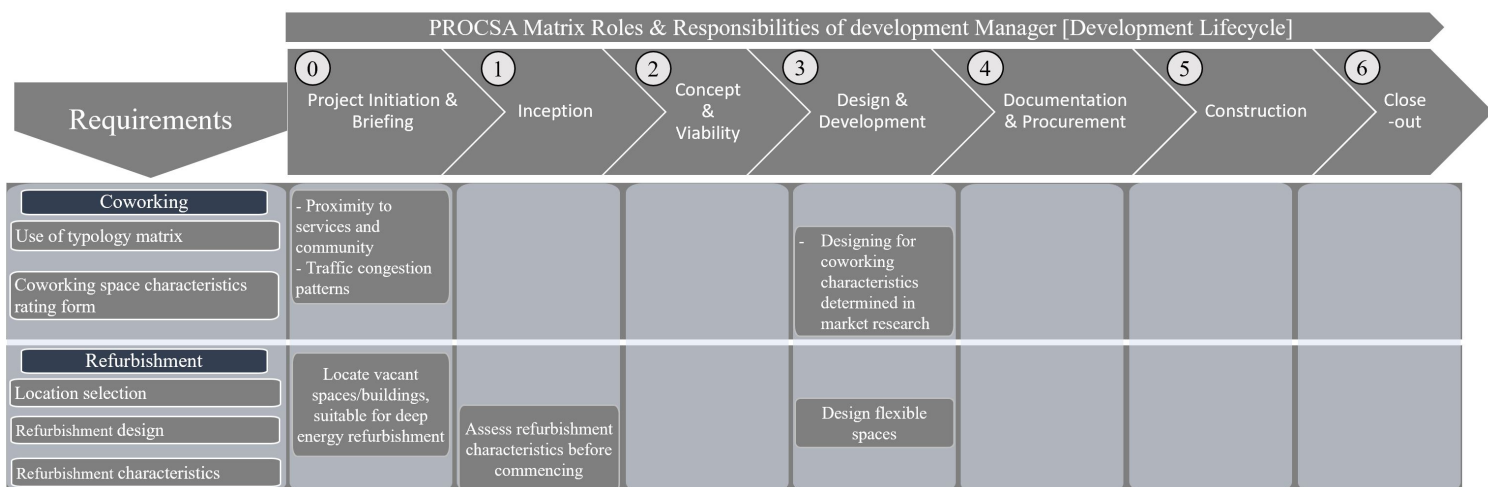 PROCSA Matrix Roles & Responsibilities of development Manager [Development Lifecycle]
Requirements
0
Project Initiation &
Briefing
1
Inception
2
Concept
&
Viability
3
Design &
Development
4
Documentation
& Procurement
5
Construction
6
Close
-out
Coworking
Use of typology matrix
Coworking space characteristics
rating form
- Proximity to
services and
community
- Traffic congestion
patterns
- Designing for
coworking
characteristics
determined in
market research
Refurbishment
Location selection
Refurbishment design
Refurbishment characteristics
Locate vacant
spaces/buildings,
suitable for deep
energy refurbishment
Assess refurbishment
characteristics before
commencing
Design flexible
spaces